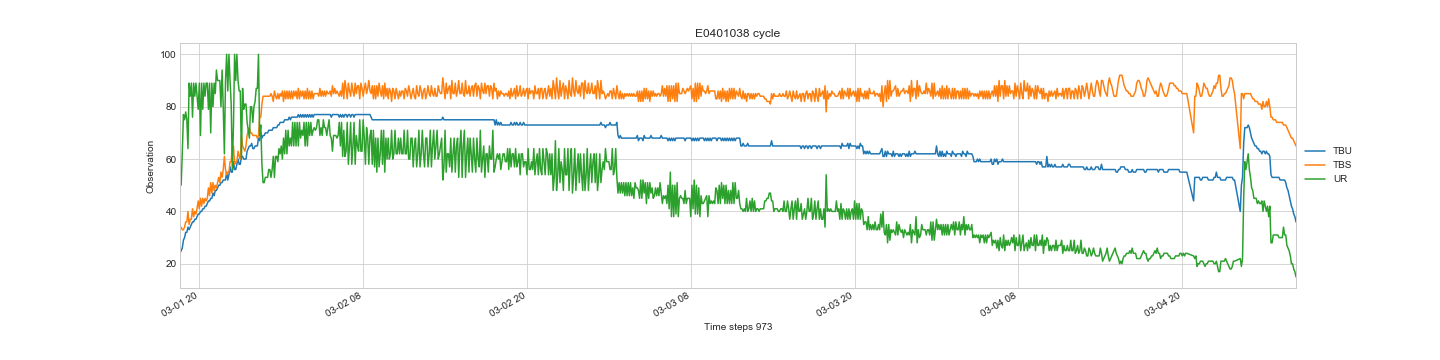 E0401038 cycle
Observation
100
80
60
40
20
03-01 20
03-02 08
03-02 20
03-03 08
03-03 20
03-04 08
03-04 20
Time steps 973
TBU
TBS
UR